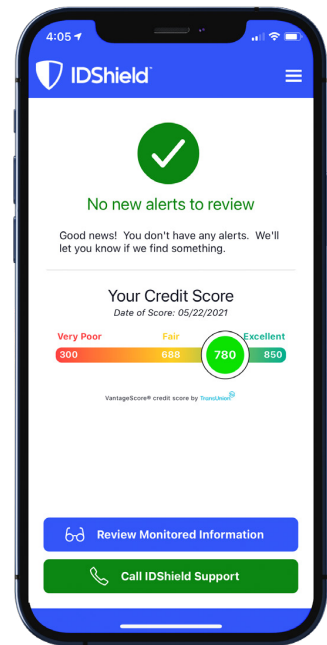 4:05
IDShield
No new alerts to review
Good news! You don't have any alerts. We'll
let you know if we find something.
Your Credit Score
Date of Score: 05/22/2021
Very Poor Fair Excellent
300 688 780 850
VantageScore® credit score by TransUnion
Review Monitored Information
Call IDShield Support